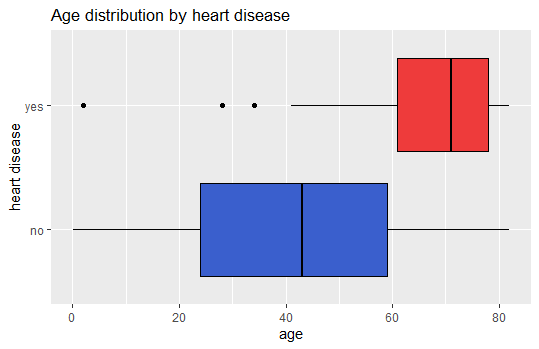 Age distribution by heart disease
heart disease
yes
no
0 20 40 60 80
age